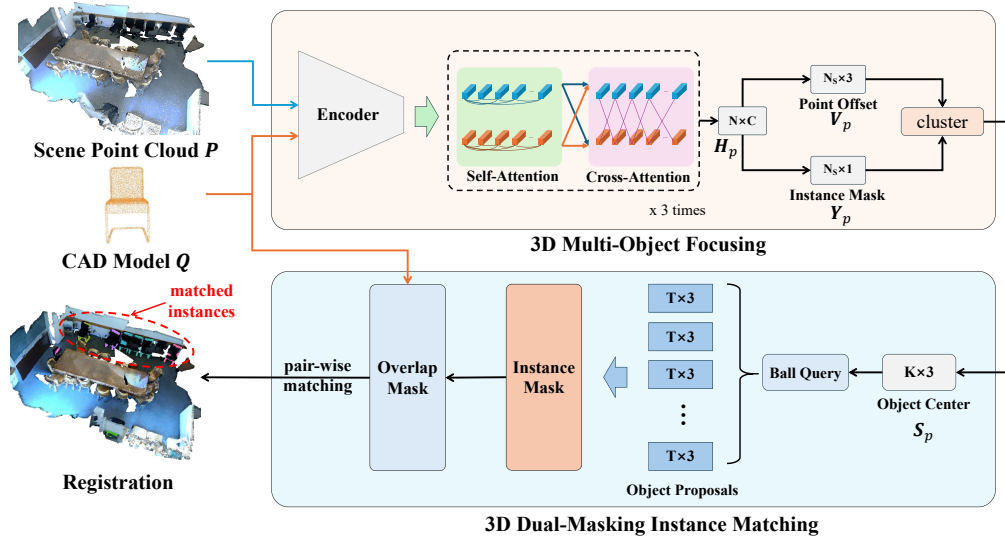 Scene Point Cloud P
CAD Model Q
matched
instances
Registration
Encoder
Self-Attention
Cross-Attention
x 3 times
N×C
H_p
N_S×3
Point Offset
V_p
N_S×1
Instance Mask
Y_p
cluster
3D Multi-Object Focusing
pair-wise
matching
Overlap
Mask
Instance
Mask
T×3
T×3
T×3
T×3
Object Proposals
Ball Query
K×3
Object Center
S_p
3D Dual-Masking Instance Matching